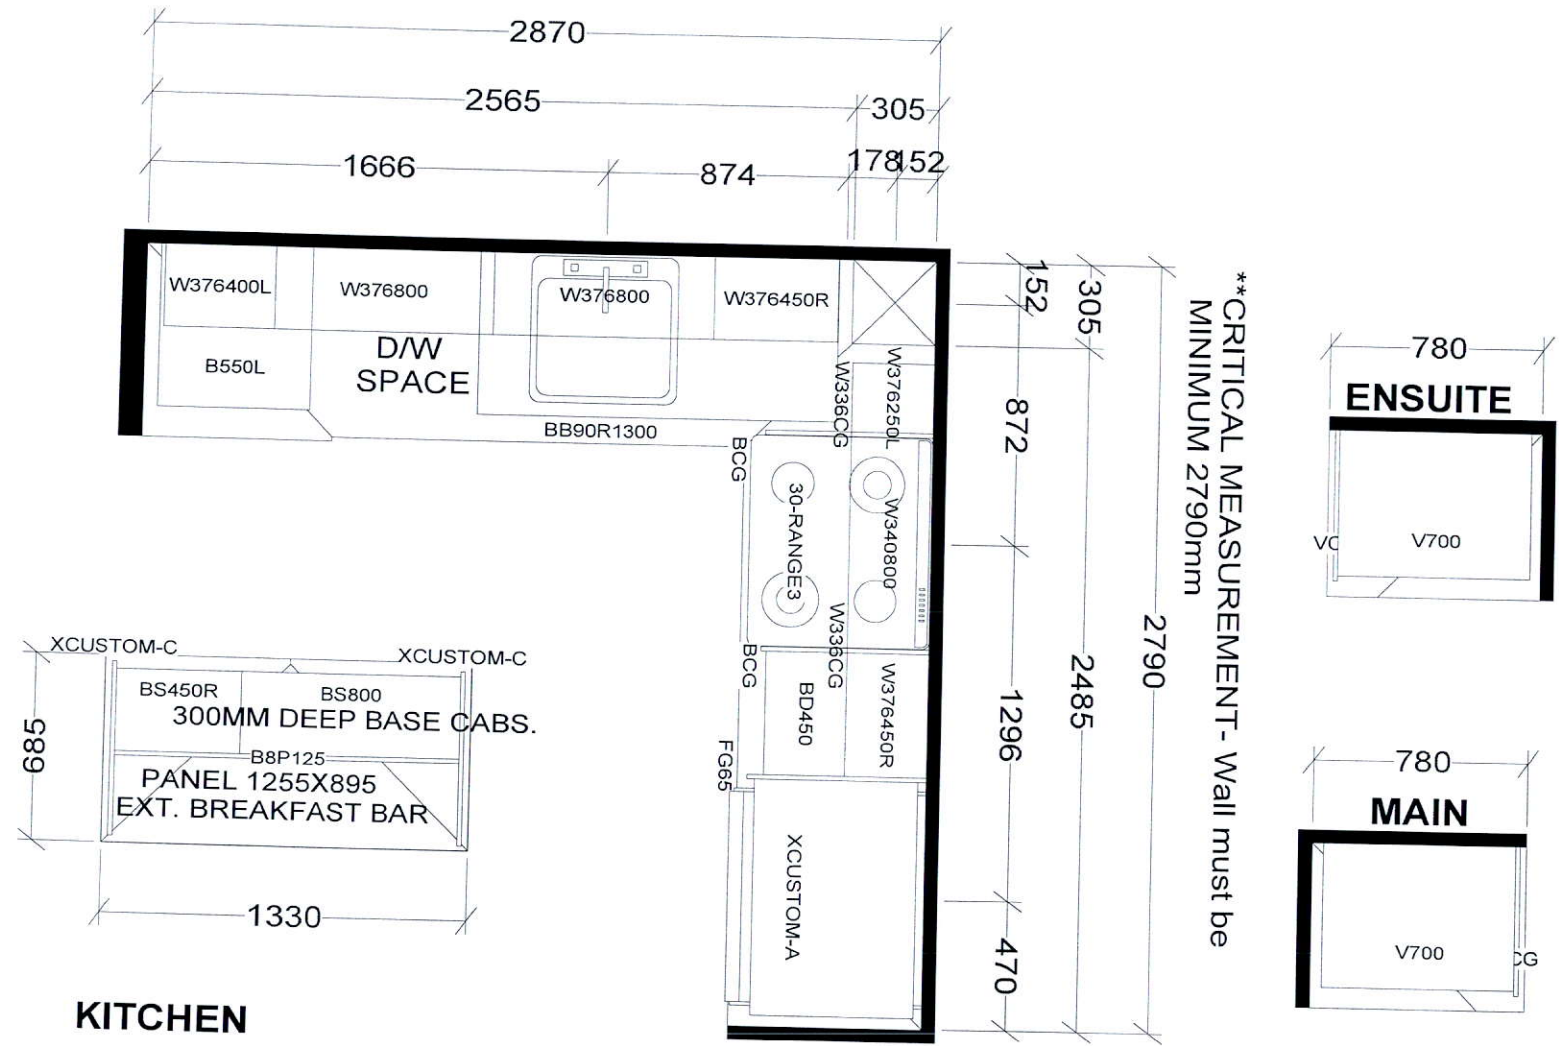 2870
2565
305
1666
874
178
152
W376400L
W376800
W376800
W376450R
B550L
D/W
SPACE
BB90R1300
W336CG
W376250L
BCG
30-RANGE3
W340800
W336CG
BCG
BD450
W376450R
FG65
XCUSTOM-A
152
305
872
1296
2485
2790
470
**CRITICAL MEASUREMENT- Wall must be
MINIMUM 2790mm
XCUSTOM-C
XCUSTOM-C
BS450R
BS800
300MM DEEP BASE CABS.
B8P125
PANEL 1255X895
EXT. BREAKFAST BAR
685
1330
KITCHEN
780
ENSUITE
V700
780
MAIN
V700
CG